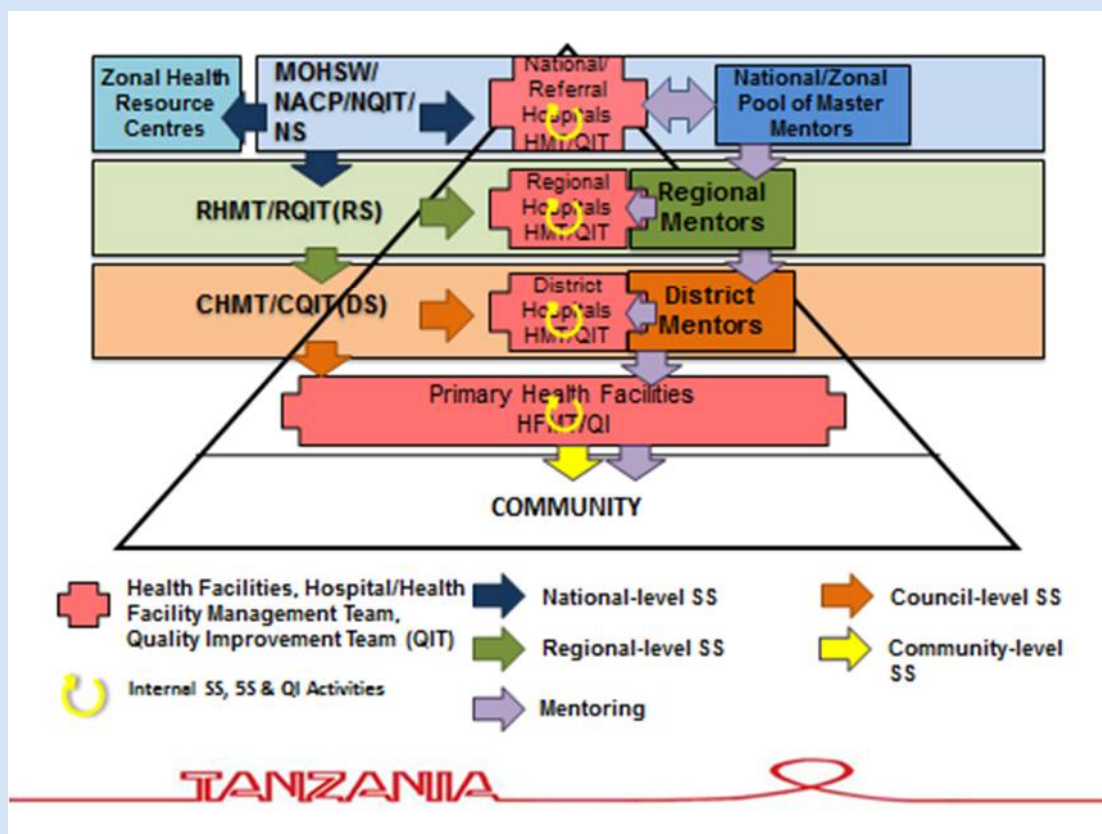 Zonal Health
Resource
Centres
MOHSW/
NACP/NQIT/
NS
National/
Referral
Hospitals
HMT/QIT
National/Zonal
Pool of Master
Mentors
RHMT/RQIT(RS)
Regional
Hospitals
HMT/QIT
Regional
Mentors
CHMT/CQIT(DS)
District
Hospitals
HMT/QIT
District
Mentors
Primary Health Facilities
HFMT/QI
COMMUNITY
Health Facilities, Hospital/Health
Facility Management Team,
Quality Improvement Team (QIT)
Internal SS, 5S & QI Activities
National-level SS
Regional-level SS
Mentoring
Council-level SS
Community-level
SS
TANZANIA